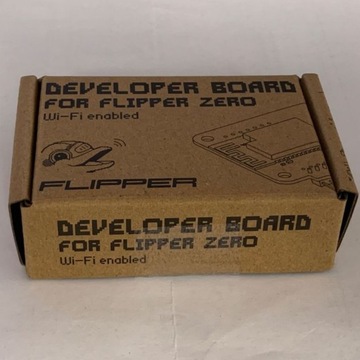 DEVELOPER BOARD
FOR FLIPPER ZERO
Wi-Fi enabled
FLIPPER
DEVELOPER BOARD
FOR FLIPPER ZERO
Wi-Fi enabled